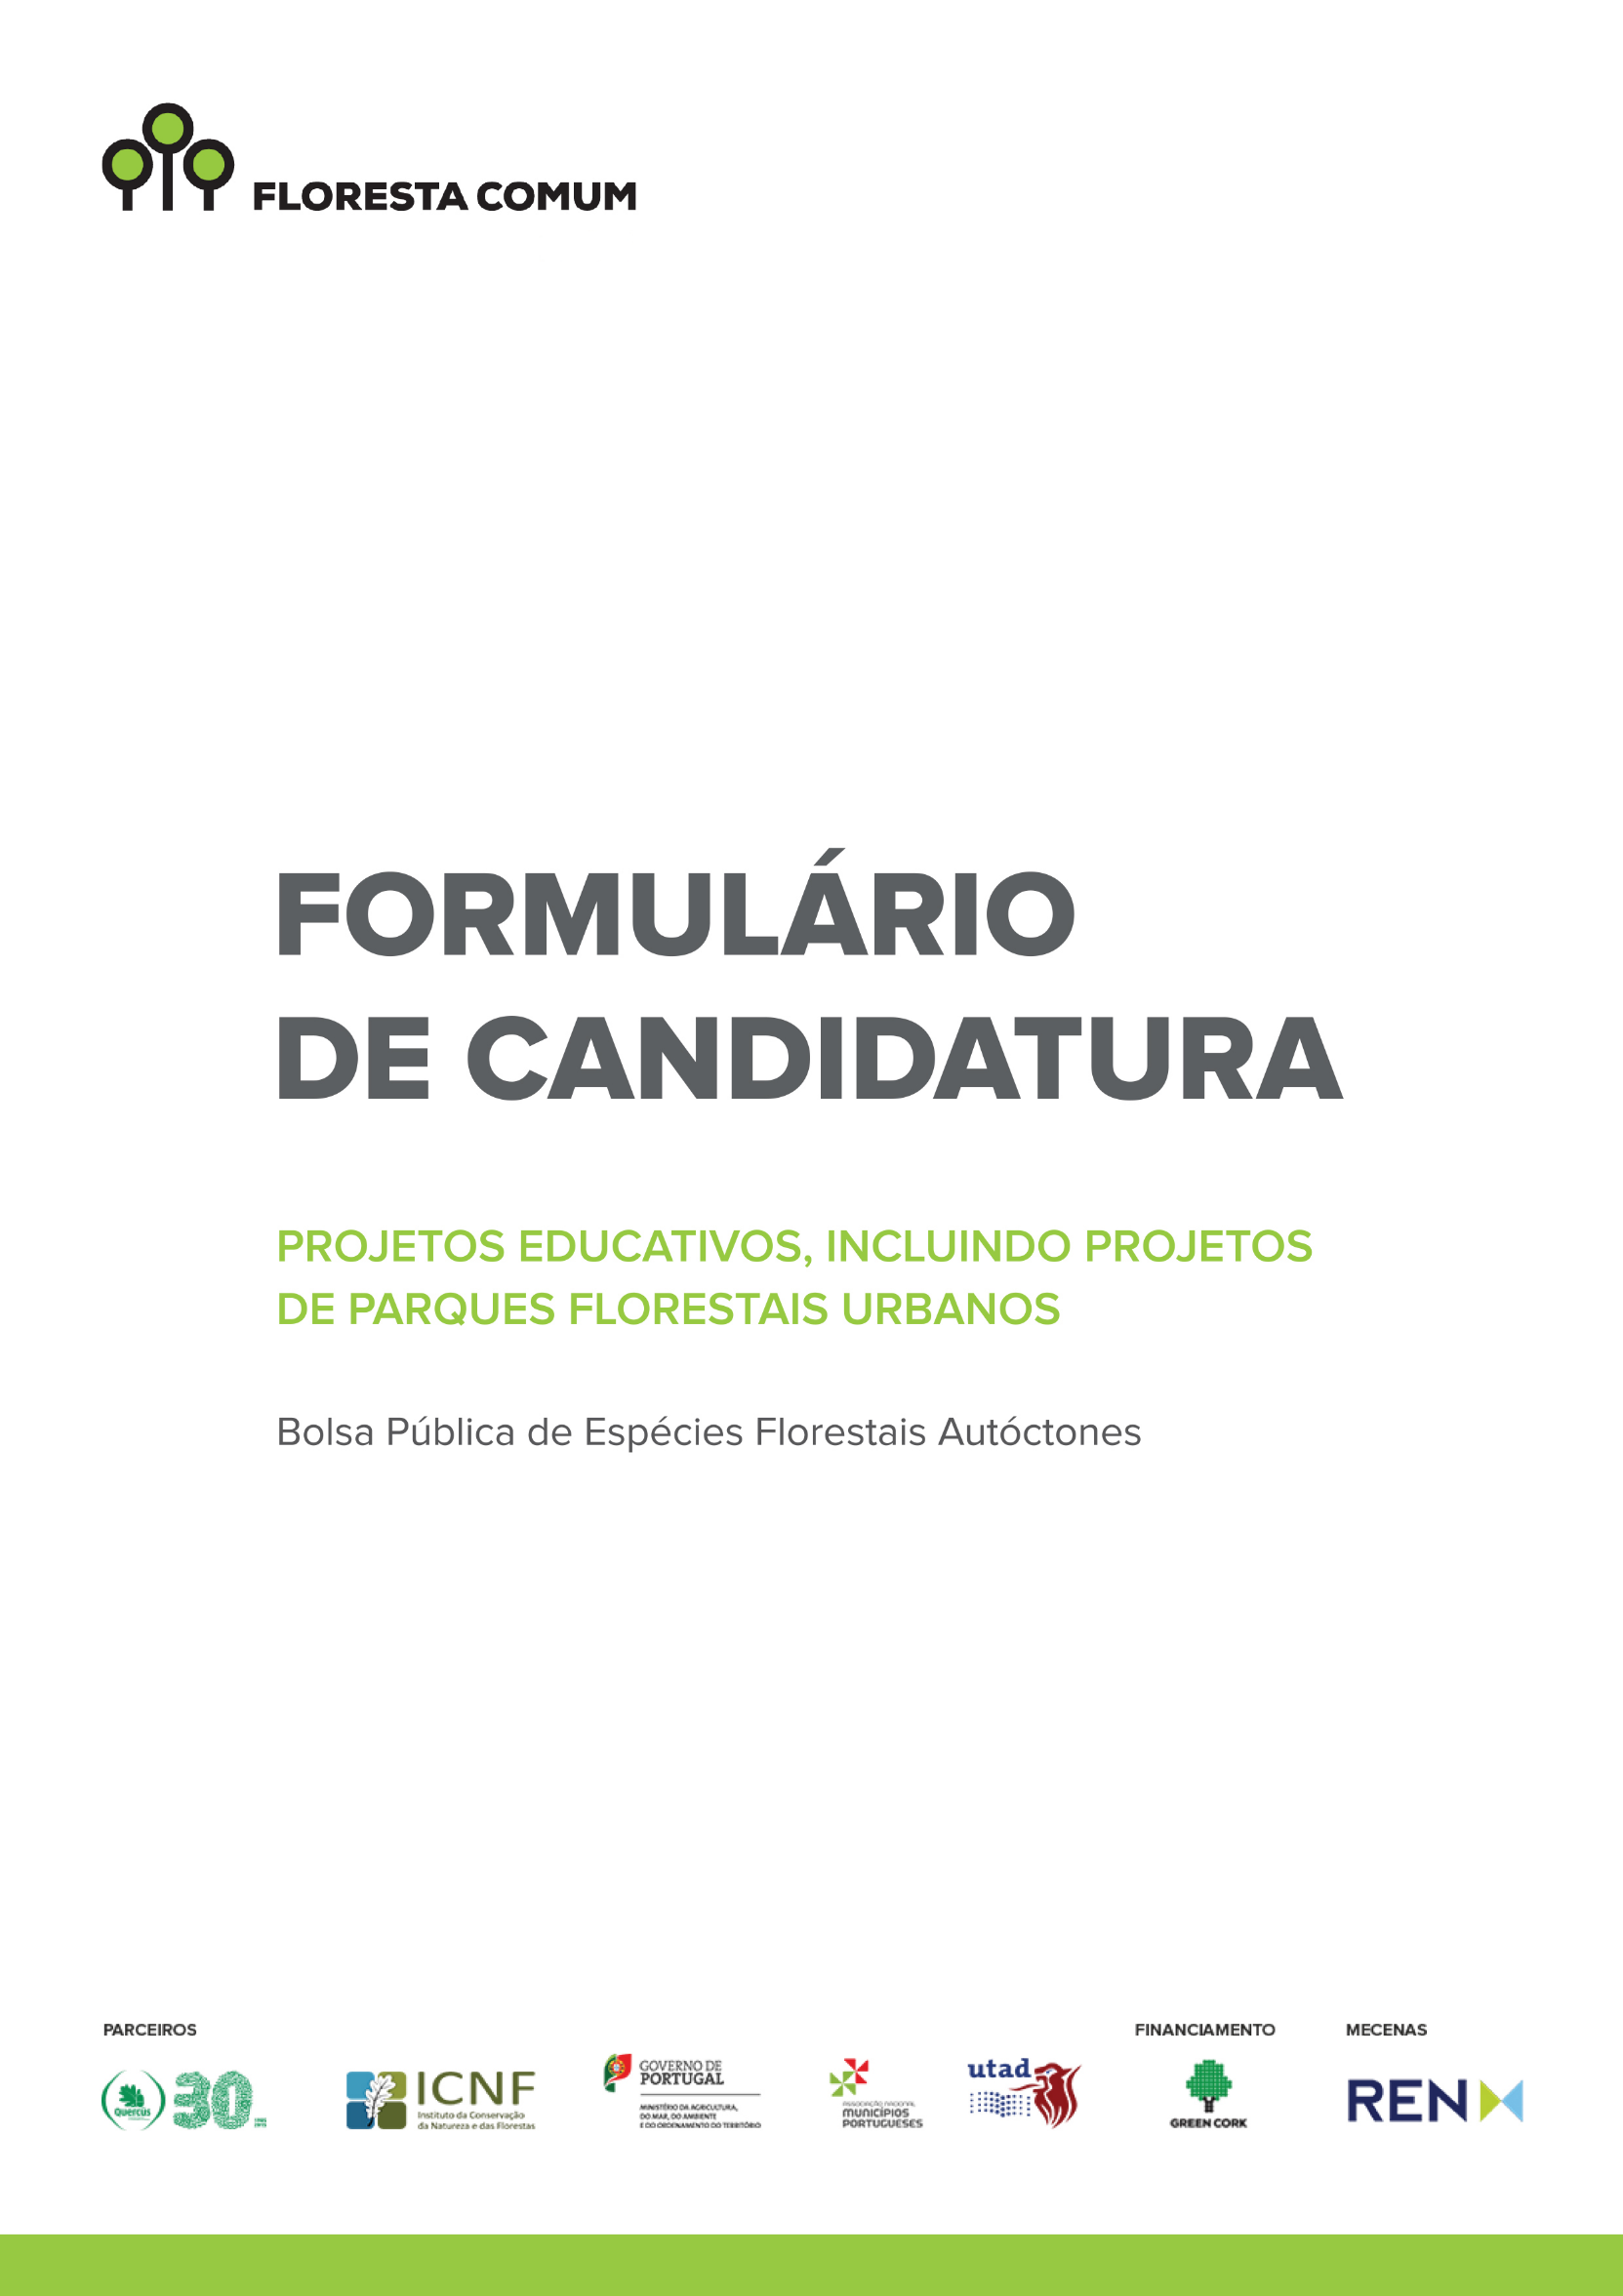 FLORESTA COMUM
FORMULÁRIO
DE CANDIDATURA
PROJETOS EDUCATIVOS, INCLUINDO PROJETOS
DE PARQUES FLORESTAIS URBANOS
Bolsa Pública de Espécies Florestais Autóctones
PARCEIROS
FINANCIAMENTO
MECENAS
Quercus
30
ICNF
Instituto da Conservação
da Natureza e das Florestas
GOVERNO DE
PORTUGAL
MINISTÉRIO DA AGRICULTURA,
DO MAR, DO AMBIENTE
E DO ORDENAMENTO DO TERRITÓRIO
ASSOCIAÇÃO NACIONAL
MUNICÍPIOS
PORTUGUESES
utad
GREEN CORK
REN